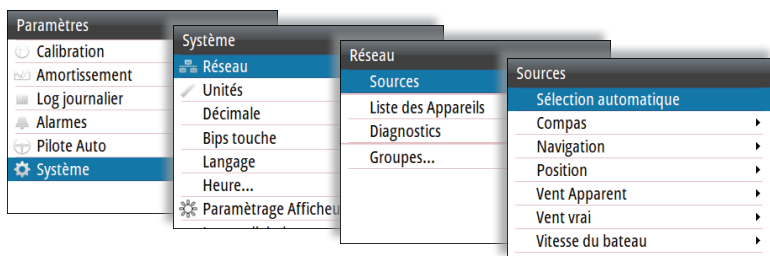 Paramètres
Calibration
Amortissement
Log journalier
Alarmes
Pilote Auto
Système
Système
Réseau
Unités
Décimale
Bips touche
Langage
Heure...
Paramètrage Afficheu
Réseau
Sources
Liste des Appareils
Diagnostics
Groupes...
Sources
Sélection automatique
Compas
Navigation
Position
Vent Apparent
Vent vrai
Vitesse du bateau